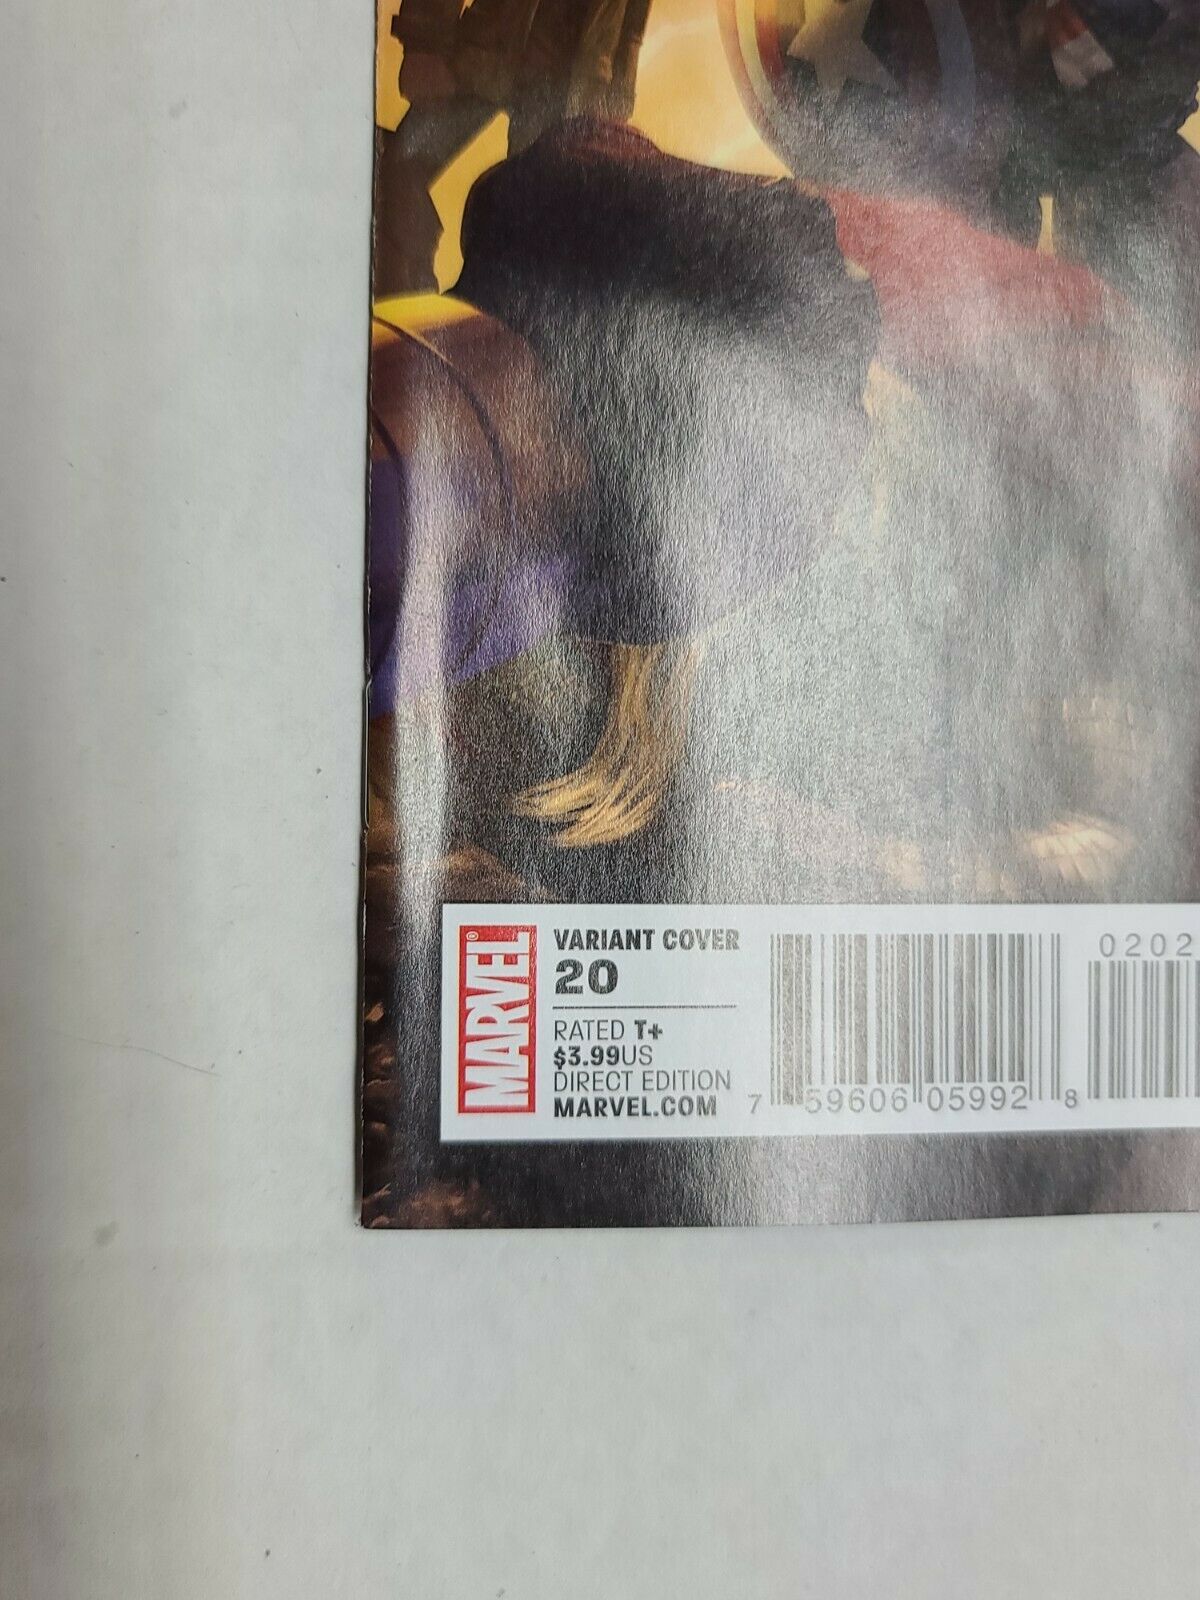 MARVEL®
VARIANT COVER
20
RATED T+
$3.99US
DIRECT EDITION
MARVEL.COM
7 59606 05992 8
0202